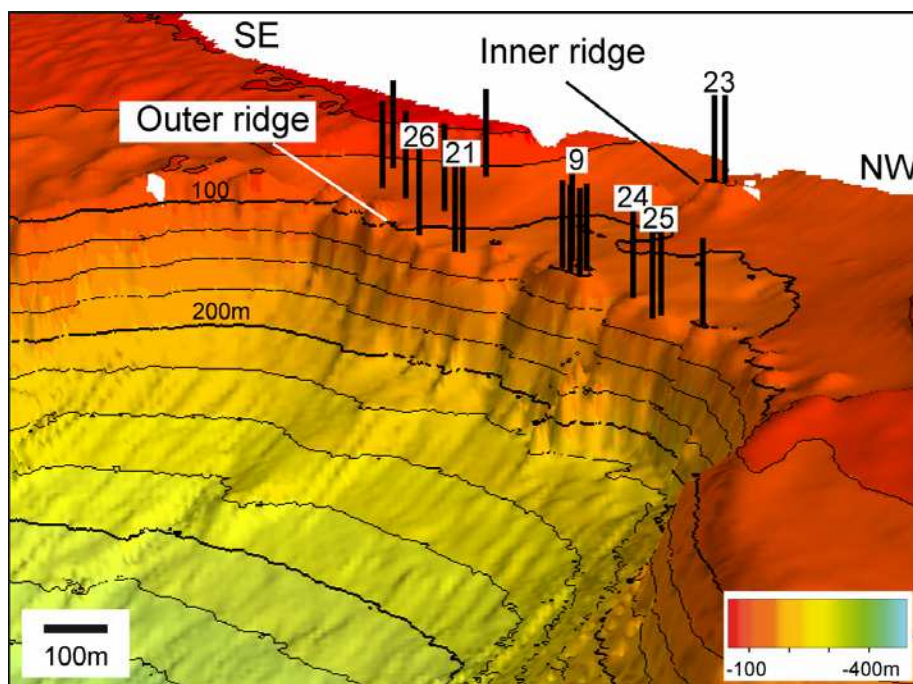 SE
Inner ridge
23
Outer ridge
26
21
9
NW
24
25
100
200m
100m
-100
-400m